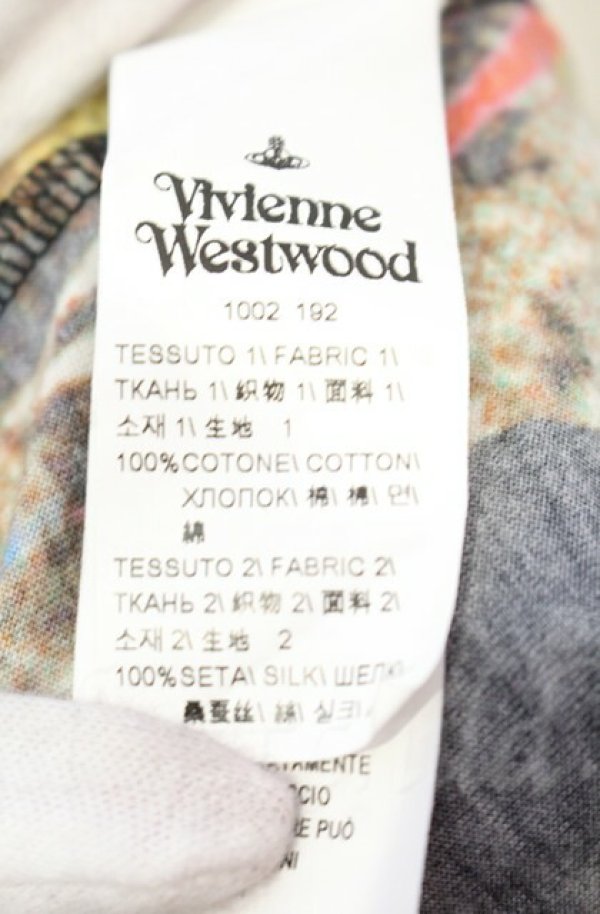 Vivienne
Westwood
1002 192
TESSUTO 1\ FABRIC 1\
ТКАНЬ 1\ 織物 1\ 面料 1\
소재 1\ 生地 1
100% COTONE\ COTTON\
ХЛОПОК\ 棉\ 棉\ 면\
綿
TESSUTO 2\ FABRIC 2\
ТКАНЬ 2\ 織物 2\ 面料 2\
소재 2\ 生地 2
100% SETA\ SILK\
桑蚕丝\ 絲\ 실크\
PUÒ